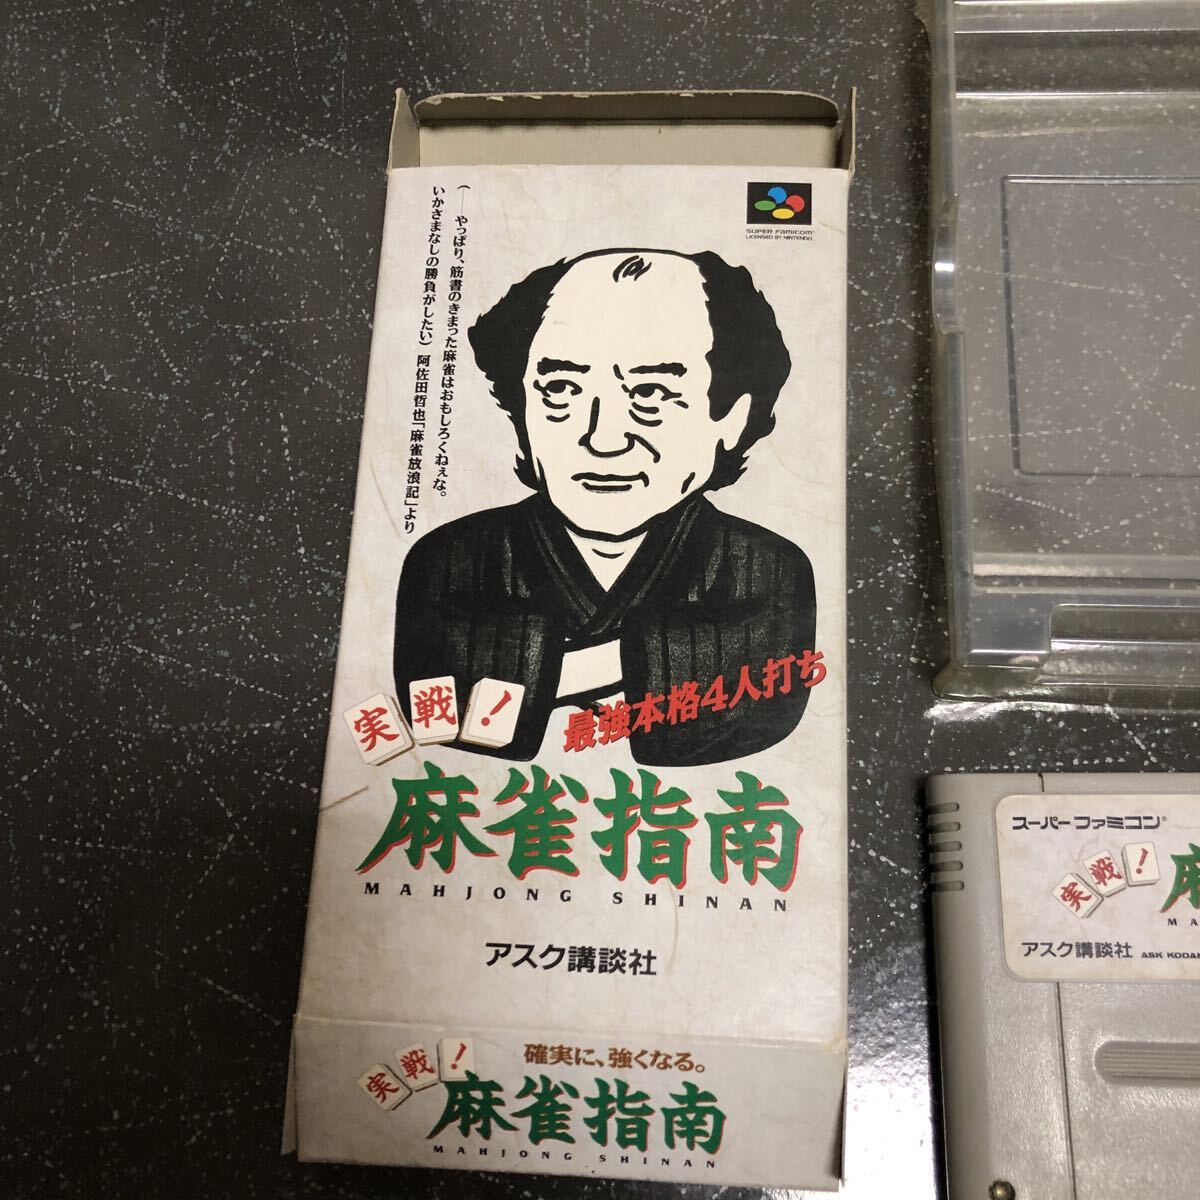 (──やっぱり、筋書のきまった麻雀はおもしろくねぇな。
いかさまなしの勝負がしたい) 阿佐田哲也「麻雀放浪記」より
SUPER FAMICOM
LICENSED BY NINTENDO
最強本格4人打ち
実戦!
麻雀指南
MAHJONG SHINAN
アスク講談社
確実に、強くなる。
実戦!
麻雀指南
MAHJONG SHINAN
スーパーファミコン®
実戦!
麻
MA
アスク講談社 ASK KODA